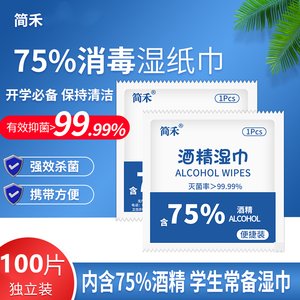 简禾
75%消毒湿纸巾
开学必备 保持清洁
有效抑菌>99.99%
强效杀菌
携带方便
简禾
1Pcs
简禾
1Pcs
酒精湿巾
ALCOHOL WIPES
灭菌率>99.99%
含75%酒精
ALCOHOL
便捷装
含
7
100片
独立装
内含75%酒精 学生常备湿巾